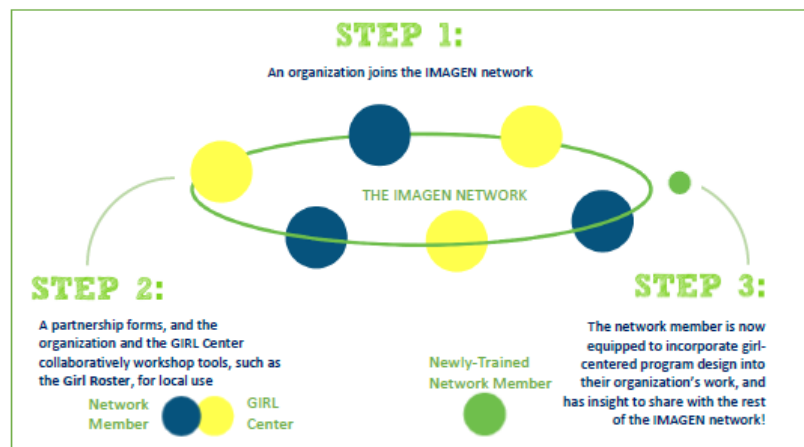 STEP 1:
An organization joins the IMAGEN network
THE IMAGEN NETWORK
STEP 2:
A partnership forms, and the
organization and the GIRL Center
collaboratively workshop tools, such as
the Girl Roster, for local use
Network
Member
GIRL
Center
Newly-Trained
Network Member
STEP 3:
The network member is now
equipped to incorporate girl-
centered program design into
their organization's work, and
has insight to share with the rest
of the IMAGEN network!